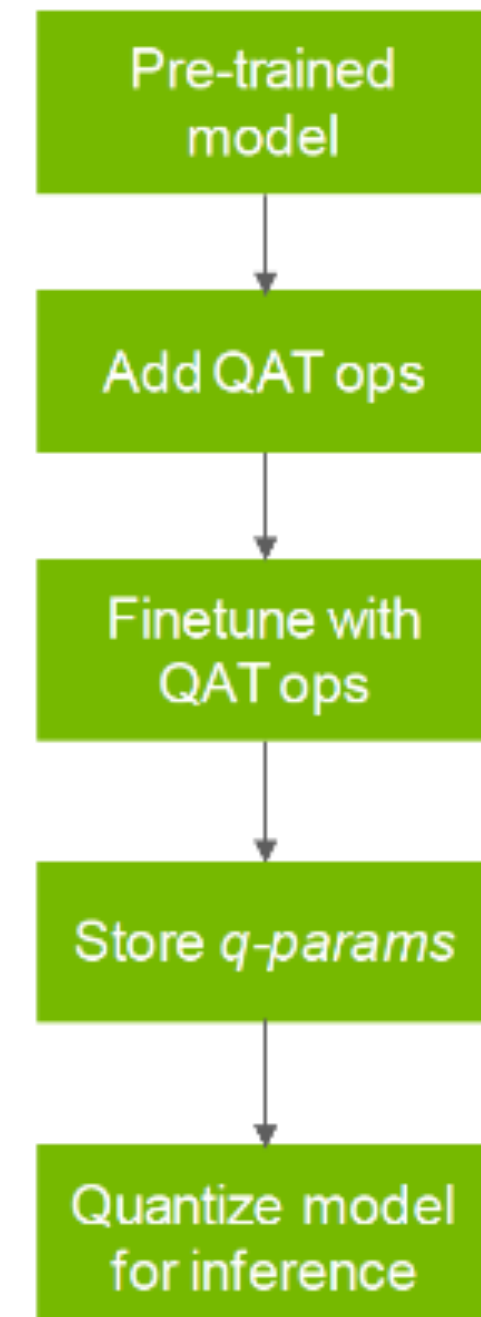 Pre-trained
model
Add QAT ops
Finetune with
QAT ops
Store q-params
Quantize model
for inference